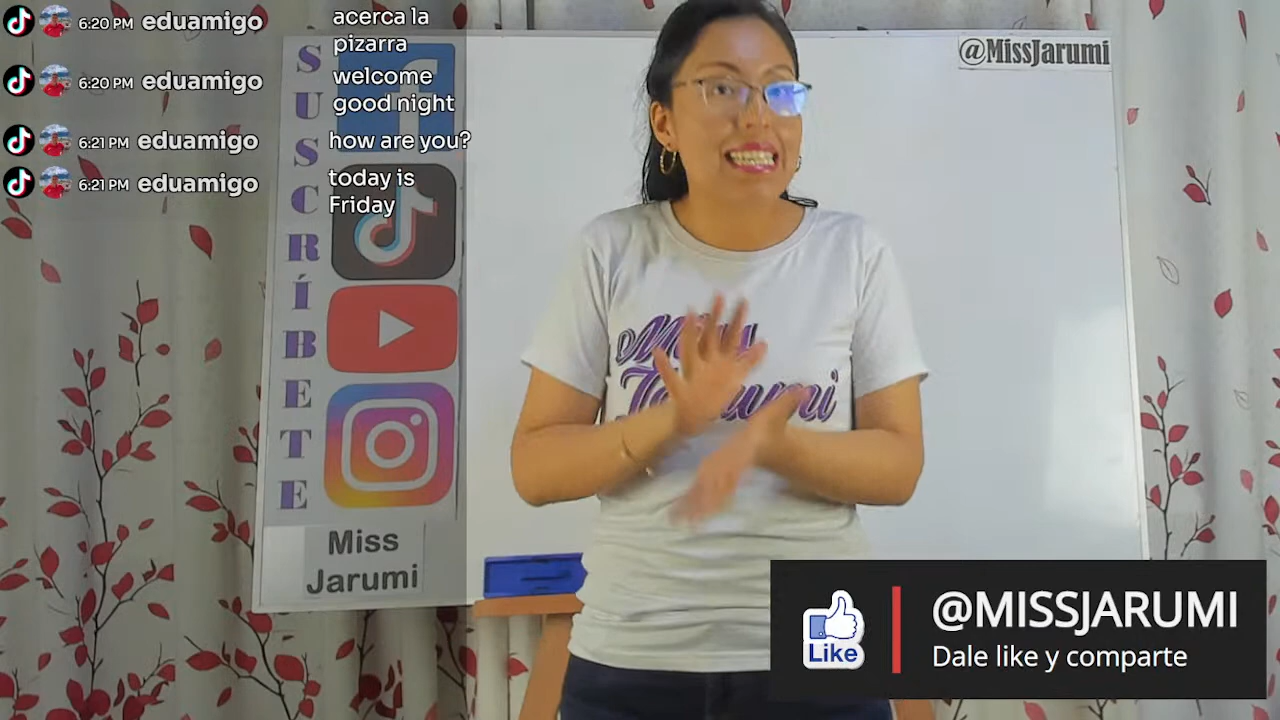 6:20 PM eduamigo acerca la
pizarra
6:20 PM eduamigo welcome
good night
6:21 PM eduamigo how are you?
6:21 PM eduamigo today is
Friday
SUSCRÍBETE
Miss
Jarumi
@MissJarumi
Miss
Jarumi
Like
@MISSJARUMI
Dale like y comparte